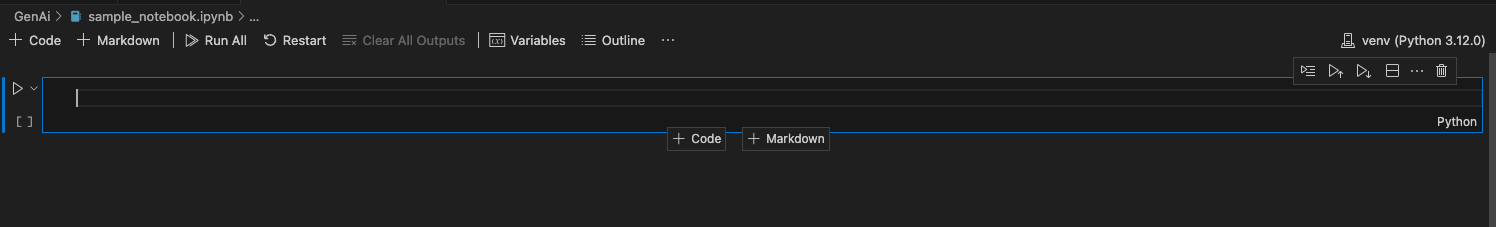 GenAi > sample_notebook.ipynb > ...
+ Code + Markdown | Run All Restart Clear All Outputs | Variables Outline ... venv (Python 3.12.0)
[ ]
Python
+ Code + Markdown